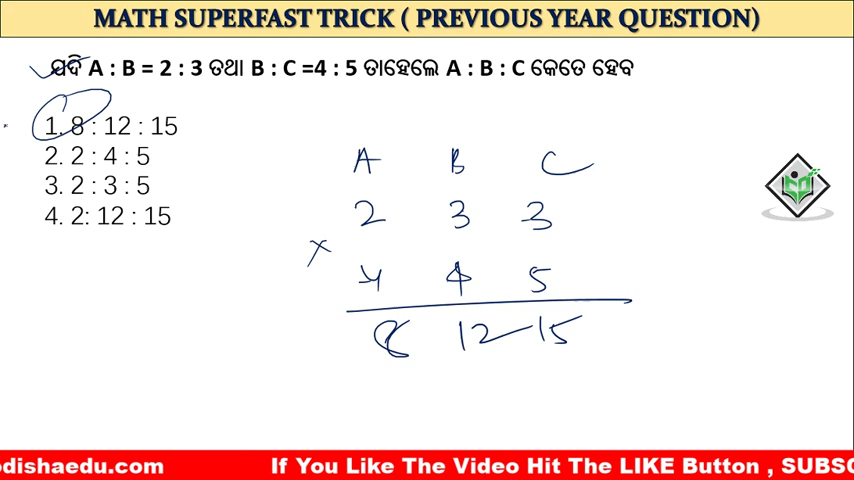 MATH SUPERFAST TRICK ( PREVIOUS YEAR QUESTION)
ଯଦି A : B = 2 : 3 ତଥା B : C =4 : 5 ତାହେଲେ A : B : C କେତେ ହେବ
1. 8 : 12 : 15
2. 2 : 4 : 5
3. 2 : 3 : 5
4. 2: 12 : 15
A B C
2 3 3
× 4 4 5
8 12 15
odishaedu.com If You Like The Video Hit The LIKE Button , SUBSC